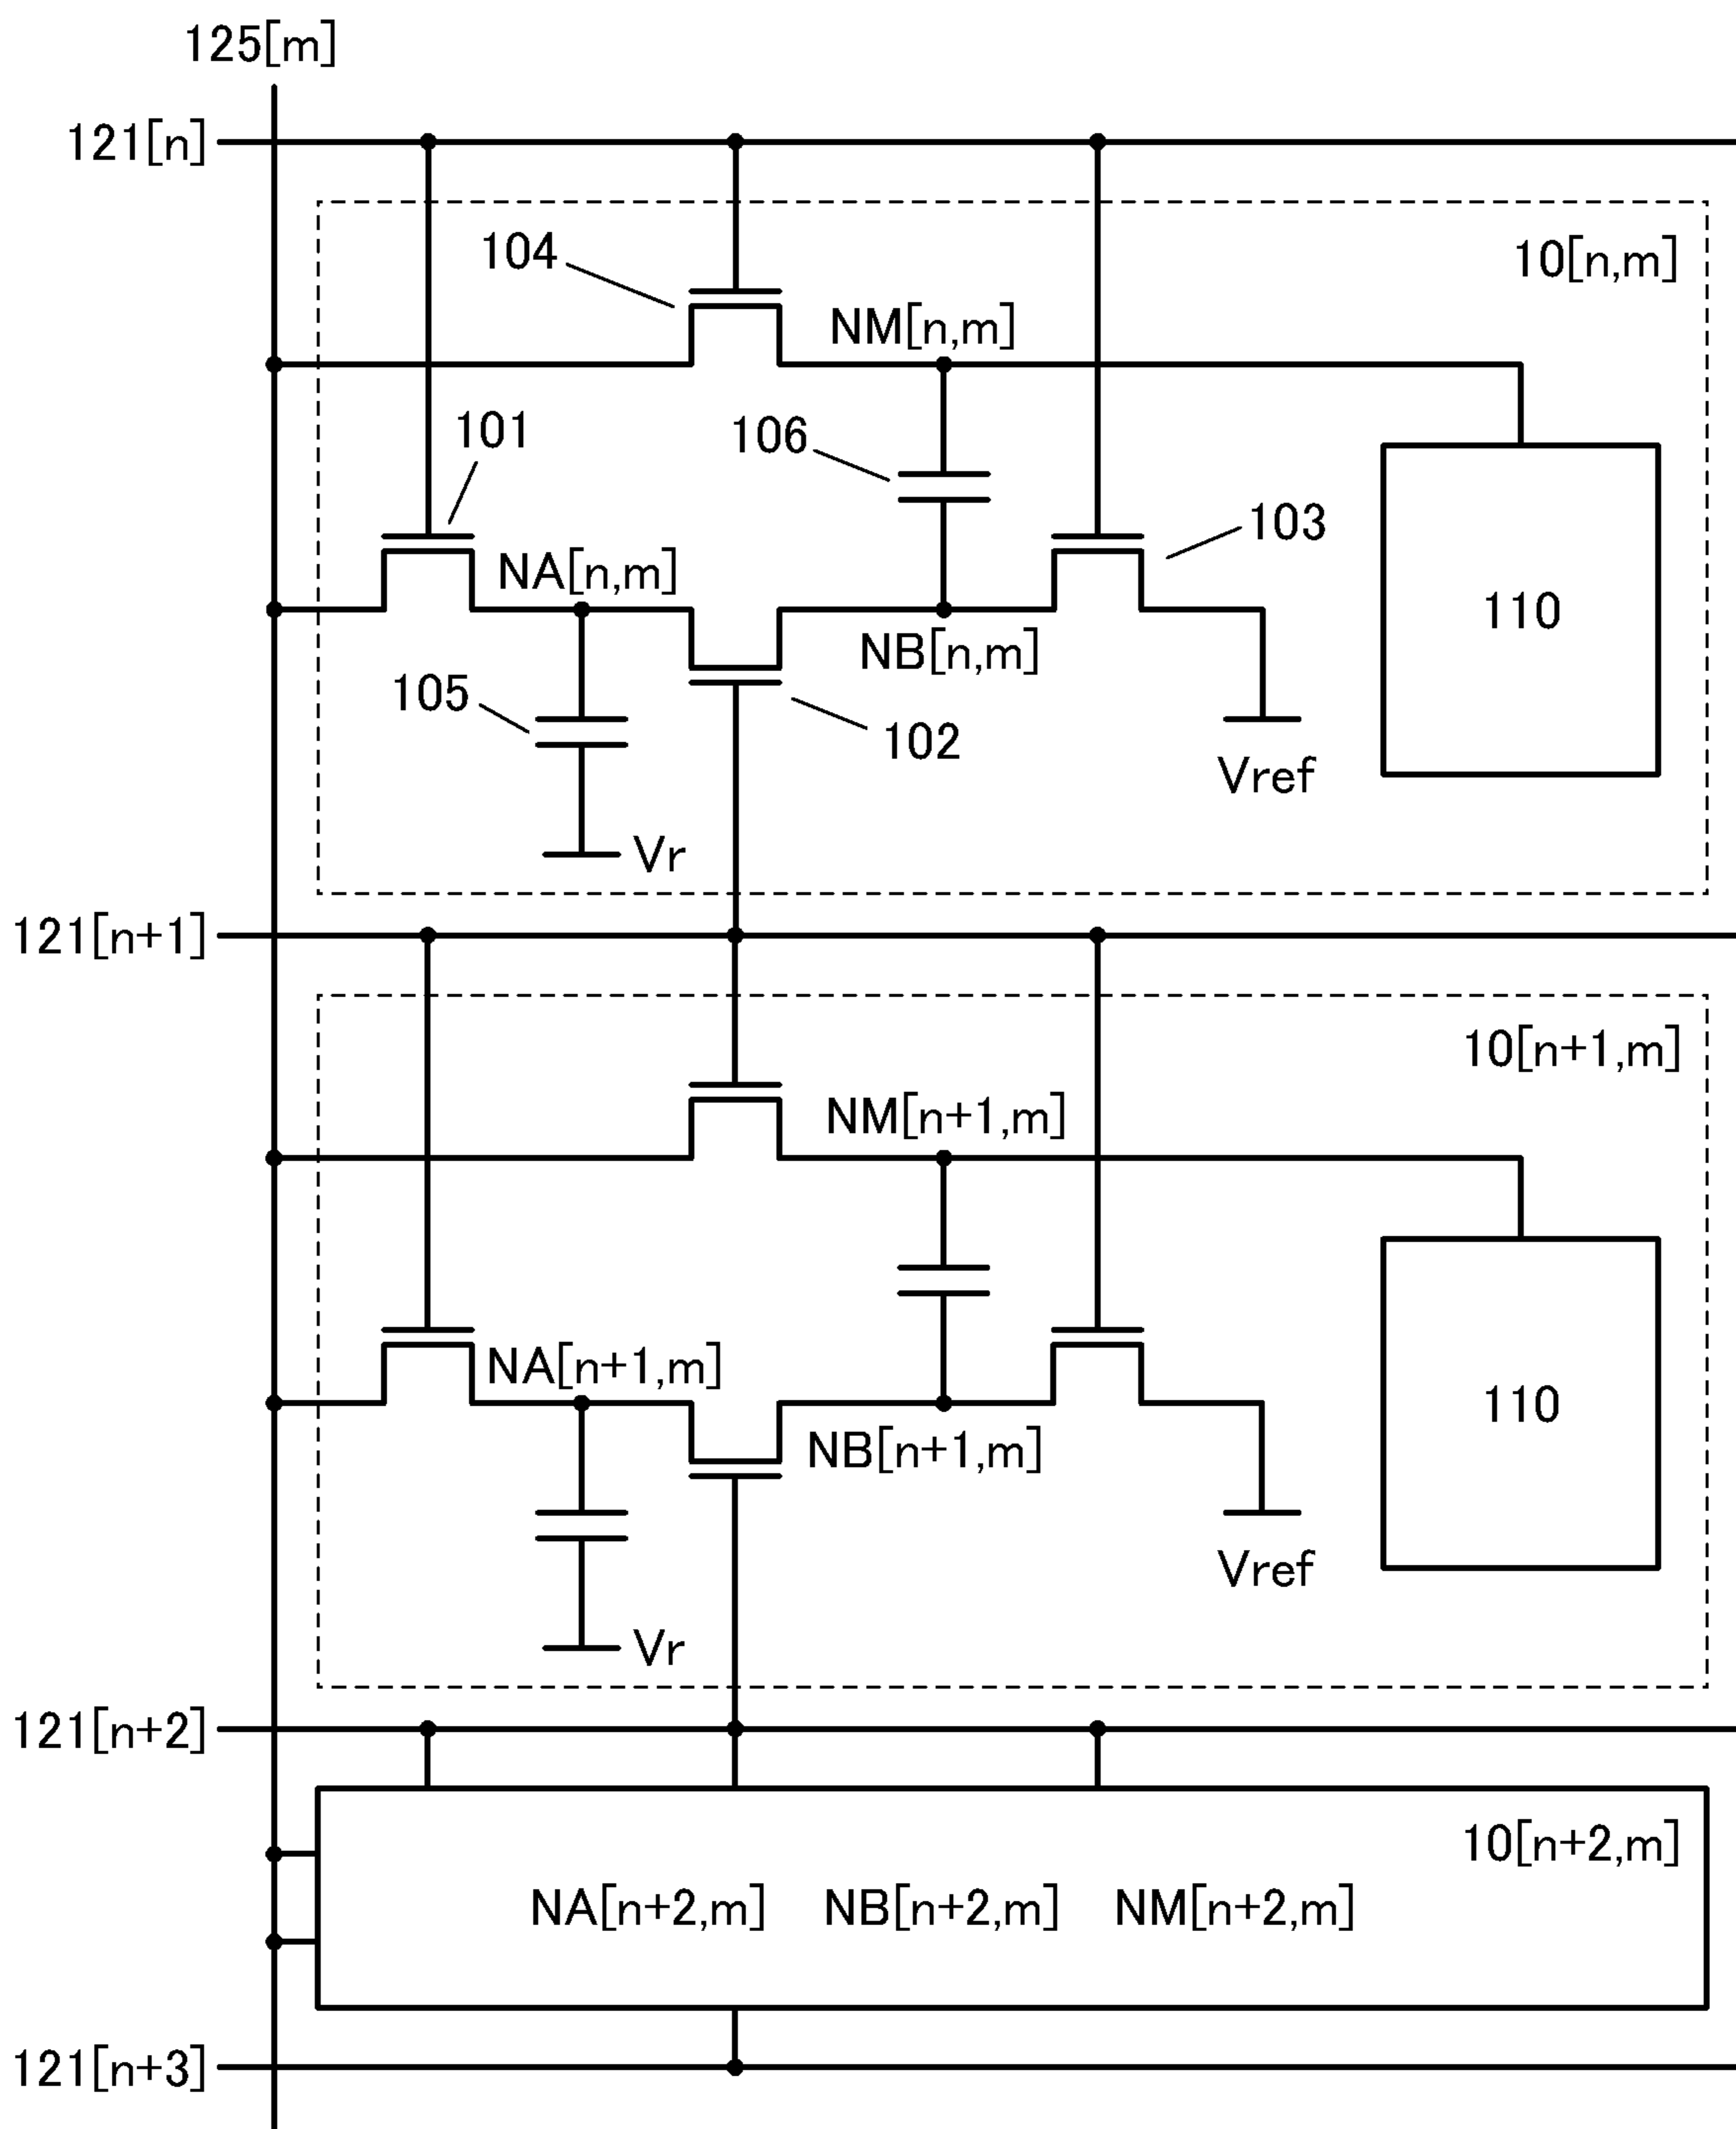 125[m]
121[n]
104
10[n,m]
NM[n,m]
101
106
103
NA[n,m]
110
NB[n,m]
105
102
Vref
Vr
121[n+1]
10[n+1,m]
NM[n+1,m]
NA[n+1,m]
110
NB[n+1,m]
Vref
Vr
121[n+2]
10[n+2,m]
NA[n+2,m] NB[n+2,m] NM[n+2,m]
121[n+3]